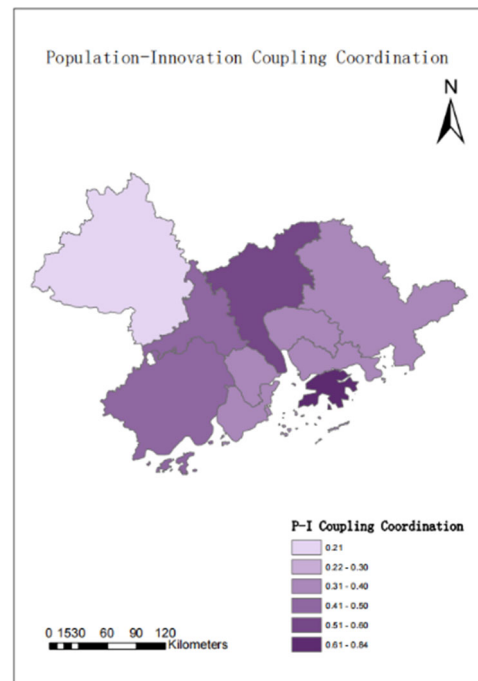 Population-Innovation Coupling Coordination
N
P-I Coupling Coordination
0.21
0.22 - 0.30
0.31 - 0.40
0.41 - 0.50
0.51 - 0.60
0.61 - 0.84
0 1530 60 90 120
Kilometers